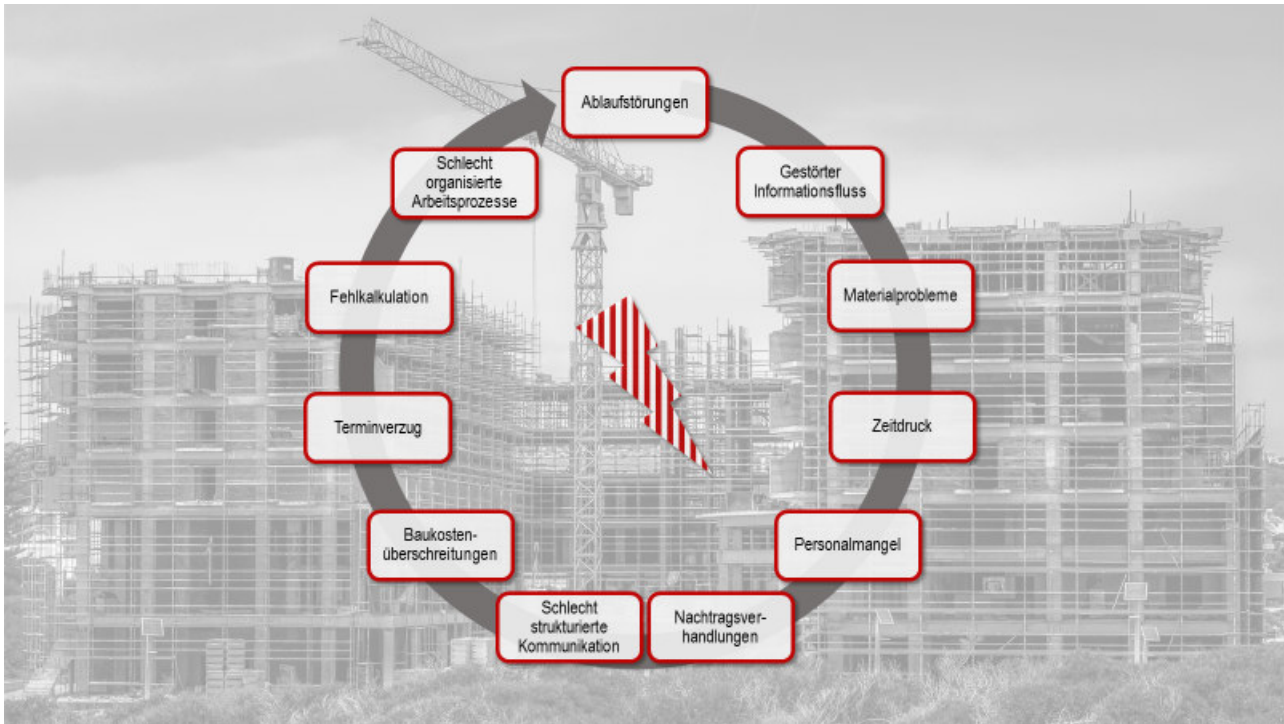 Ablaufstörungen
Gestörter
Informationsfluss
Materialprobleme
Zeitdruck
Personalmangel
Nachtragsver-
handlungen
Schlecht
strukturierte
Kommunikation
Baukosten-
überschreitungen
Terminverzug
Fehlkalkulation
Schlecht
organisierte
Arbeitsprozesse